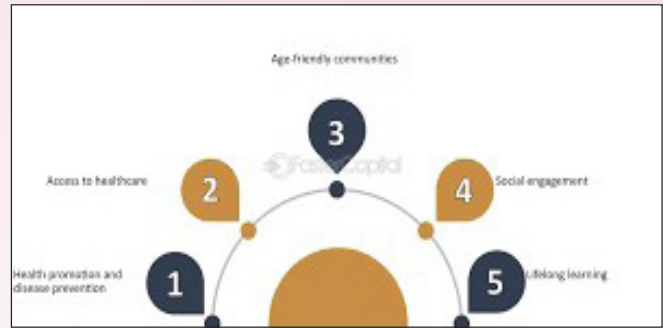 Age-friendly communities
3
FasterCapital
Access to healthcare
2
4
Social engagement
Health promotion and
disease prevention
1
5
Lifelong learning